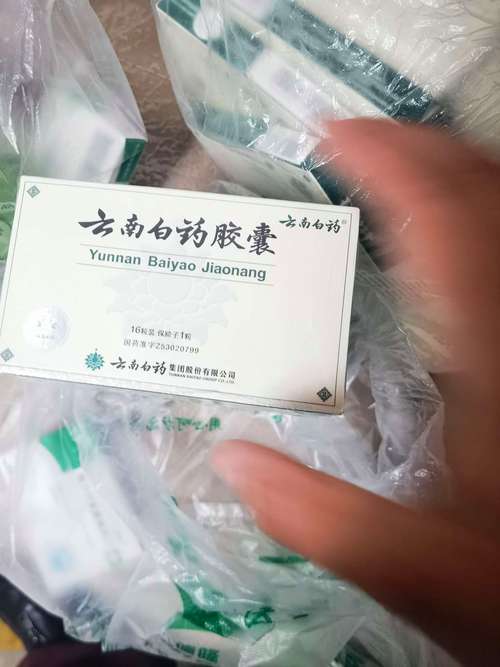 云南白药胶囊
云南白药®
Yunnan Baiyao Jiaonang
16粒装 保险子1粒
国药准字Z53020799
云南白药集团股份有限公司
YUNNAN BAIYAO GROUP CO.,LTD.